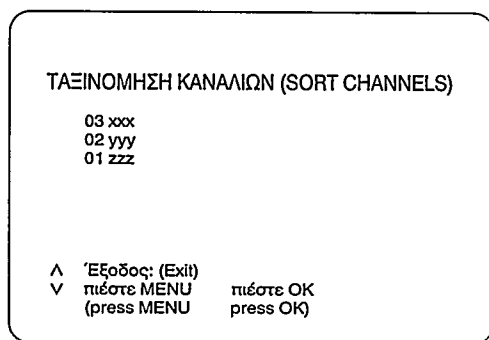 ΤΑΞΙΝΟΜΗΣΗ ΚΑΝΑΛΙΩΝ (SORT CHANNELS)
03 xxx
02 yyy
01 zzz
Λ Έξοδος: (Exit)
V πιέστε MENU πιέστε OK
(press MENU press OK)